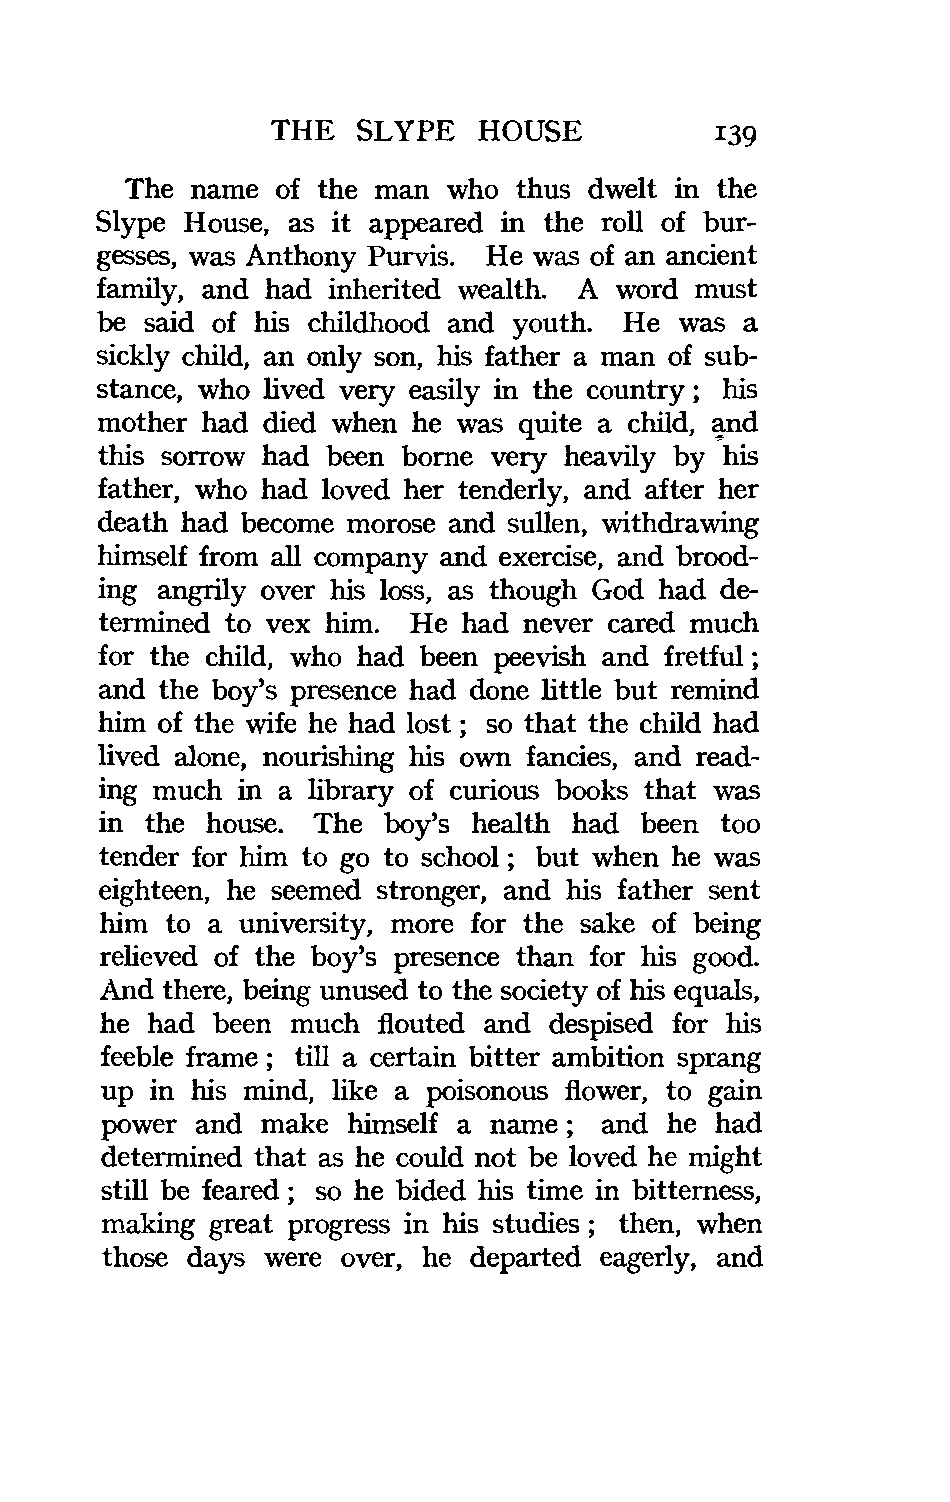 THE SLYPE HOUSE 139
The name of the man who thus dwelt in the
Slype House, as it appeared in the roll of bur-
gesses, was Anthony Purvis. He was of an ancient
family, and had inherited wealth. A word must
be said of his childhood and youth. He was a
sickly child, an only son, his father a man of sub-
stance, who lived very easily in the country ; his
mother had died when he was quite a child, and
this sorrow had been borne very heavily by his
father, who had loved her tenderly, and after her
death had become morose and sullen, withdrawing
himself from all company and exercise, and brood-
ing angrily over his loss, as though God had de-
termined to vex him. He had never cared much
for the child, who had been peevish and fretful ;
and the boy's presence had done little but remind
him of the wife he had lost ; so that the child had
lived alone, nourishing his own fancies, and read-
ing much in a library of curious books that was
in the house. The boy's health had been too
tender for him to go to school ; but when he was
eighteen, he seemed stronger, and his father sent
him to a university, more for the sake of being
relieved of the boy's presence than for his good.
And there, being unused to the society of his equals,
he had been much flouted and despised for his
feeble frame ; till a certain bitter ambition sprang
up in his mind, like a poisonous flower, to gain
power and make himself a name ; and he had
determined that as he could not be loved he might
still be feared ; so he bided his time in bitterness,
making great progress in his studies ; then, when
those days were over, he departed eagerly, and